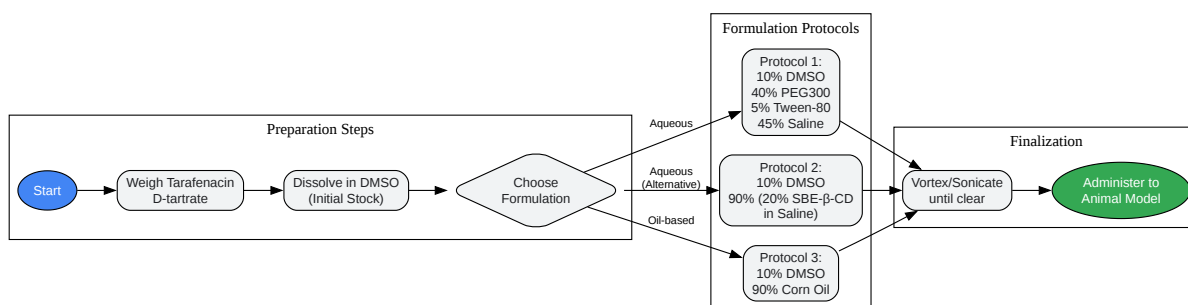 Preparation Steps
Start
Weigh Tarafenacin
D-tartrate
Dissolve in DMSO
(Initial Stock)
Choose
Formulation
Aqueous
Aqueous
(Alternative)
Oil-based
Formulation Protocols
Protocol 1:
10% DMSO
40% PEG300
5% Tween-80
45% Saline
Protocol 2:
10% DMSO
90% (20% SBE-β-CD
in Saline)
Protocol 3:
10% DMSO
90% Corn Oil
Finalization
Vortex/Sonicate
until clear
Administer to
Animal Model